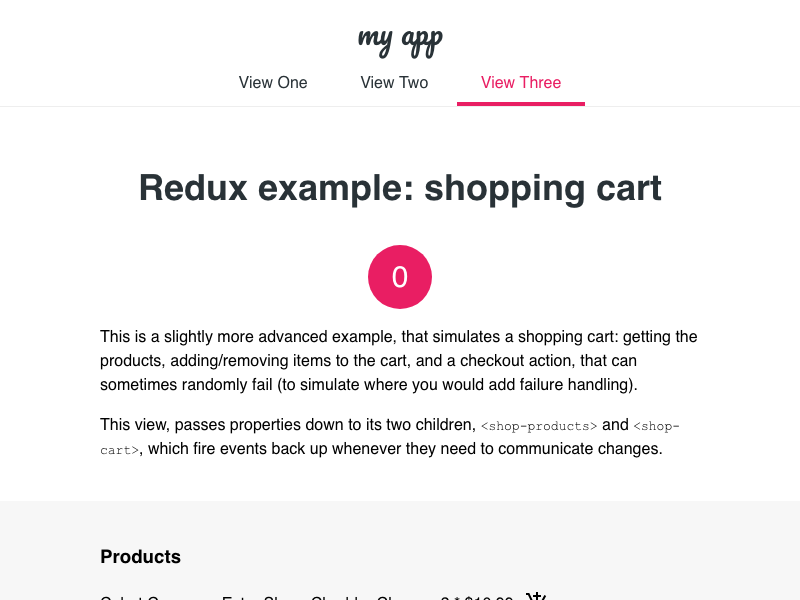 my app
View One View Two View Three
Redux example: shopping cart
0
This is a slightly more advanced example, that simulates a shopping cart: getting the
products, adding/removing items to the cart, and a checkout action, that can
sometimes randomly fail (to simulate where you would add failure handling).
This view, passes properties down to its two children, <shop-products> and <shop-
cart>, which fire events back up whenever they need to communicate changes.
Products